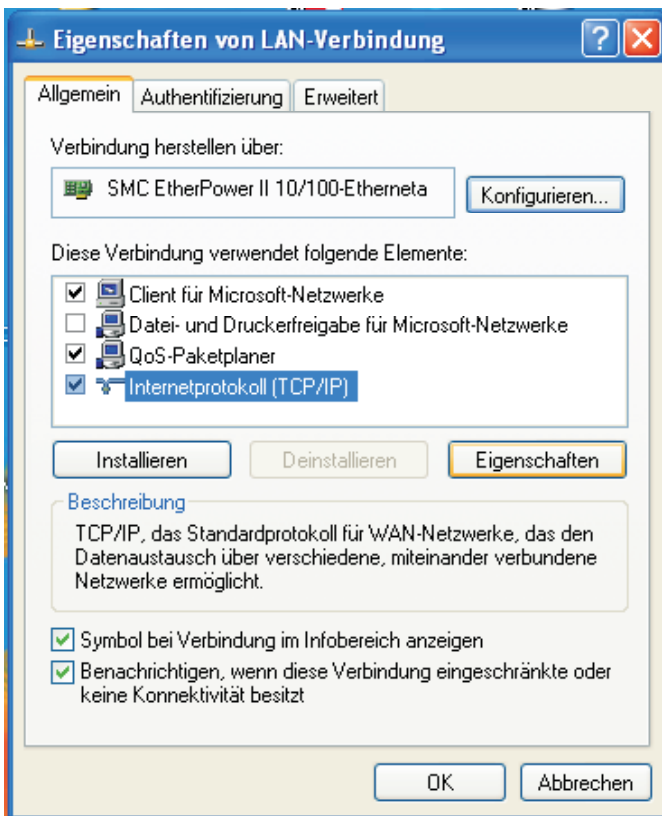 Eigenschaften von LAN-Verbindung
Allgemein Authentifizierung Erweitert
Verbindung herstellen über:
SMC EtherPower II 10/100-Etherneta Konfigurieren...
Diese Verbindung verwendet folgende Elemente:
Client für Microsoft-Netzwerke
Datei- und Druckerfreigabe für Microsoft-Netzwerke
QoS-Paketplaner
Internetprotokoll (TCP/IP)
Installieren Deinstallieren Eigenschaften
Beschreibung
TCP/IP, das Standardprotokoll für WAN-Netzwerke, das den
Datenaustausch über verschiedene, miteinander verbundene
Netzwerke ermöglicht.
Symbol bei Verbindung im Infobereich anzeigen
Benachrichtigen, wenn diese Verbindung eingeschränkte oder
keine Konnektivität besitzt
OK Abbrechen